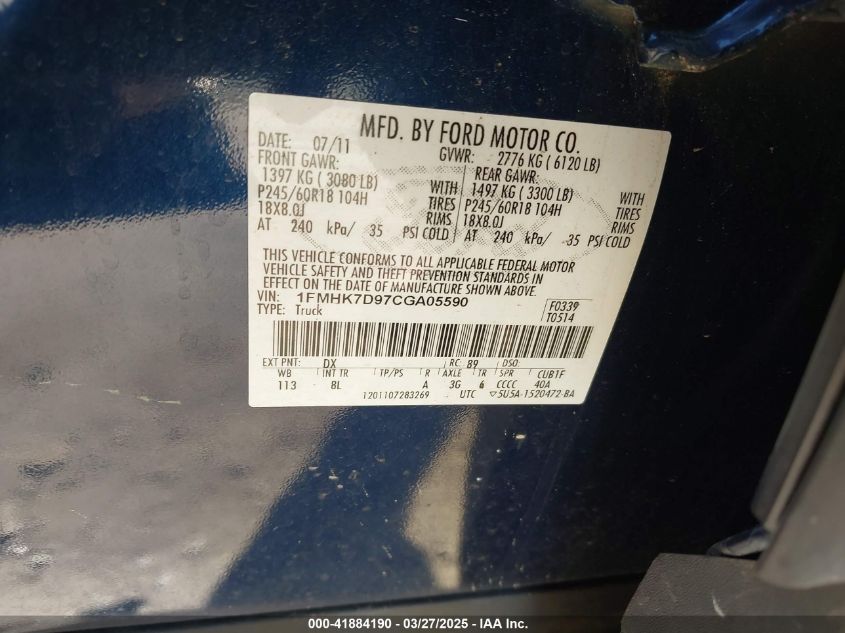 MFD. BY FORD MOTOR CO.
DATE: 07/11 GVWR: 2776 KG ( 6120 LB)
FRONT GAWR: REAR GAWR:
1397 KG ( 3080 LB) WITH 1497 KG ( 3300 LB) WITH
P245/60R18 104H TIRES P245/60R18 104H TIRES
18X8.0J RIMS 18X8.0J RIMS
AT 240 kPa/ 35 PSI COLD AT 240 kPa/ 35 PSI COLD
THIS VEHICLE CONFORMS TO ALL APPLICABLE FEDERAL MOTOR
VEHICLE SAFETY AND THEFT PREVENTION STANDARDS IN
EFFECT ON THE DATE OF MANUFACTURE SHOWN ABOVE.
VIN: 1FMHK7D97CGA05590 F0339
TYPE: Truck T0514
EXT PNT: DX RC: 89 DSO:
WB INT TR TP/PS R AXLE TR SPR CUBTF
113 8L A 3G 6 CCCC 40A
1201107283269 UTC ▽5U5A-1520472-BA
000-41884190 - 03/27/2025 - IAA Inc.